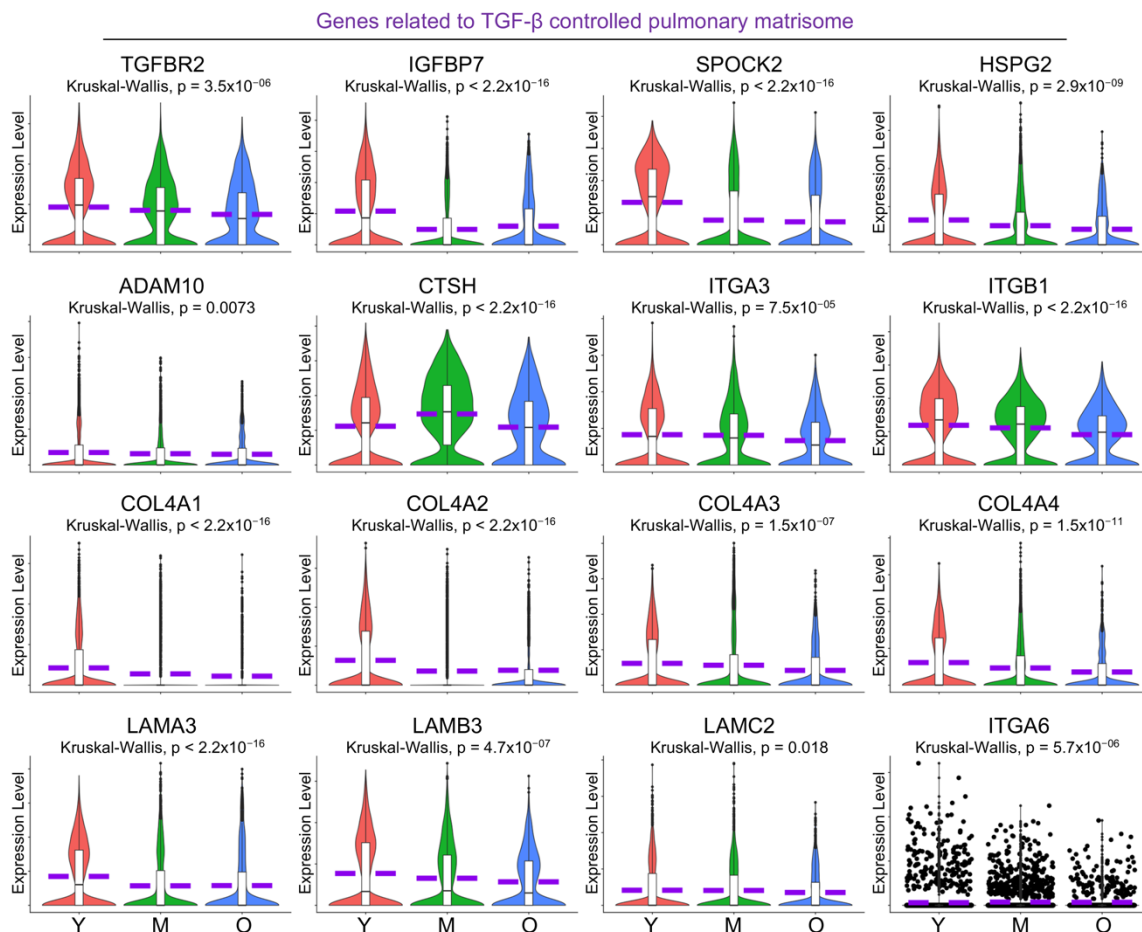 Genes related to TGF-β controlled pulmonary matrisome
TGFBR2 IGFBP7 SPOCK2 HSPG2
Kruskal-Wallis, p = 3.5x10⁻⁰⁶ Kruskal-Wallis, p < 2.2x10⁻¹⁶ Kruskal-Wallis, p < 2.2x10⁻¹⁶ Kruskal-Wallis, p = 2.9x10⁻⁰⁹
Expression Level Expression Level Expression Level Expression Level
ADAM10 CTSH ITGA3 ITGB1
Kruskal-Wallis, p = 0.0073 Kruskal-Wallis, p < 2.2x10⁻¹⁶ Kruskal-Wallis, p = 7.5x10⁻⁰⁵ Kruskal-Wallis, p < 2.2x10⁻¹⁶
Expression Level Expression Level Expression Level Expression Level
COL4A1 COL4A2 COL4A3 COL4A4
Kruskal-Wallis, p < 2.2x10⁻¹⁶ Kruskal-Wallis, p < 2.2x10⁻¹⁶ Kruskal-Wallis, p = 1.5x10⁻⁰⁷ Kruskal-Wallis, p = 1.5x10⁻¹¹
Expression Level Expression Level Expression Level Expression Level
LAMA3 LAMB3 LAMC2 ITGA6
Kruskal-Wallis, p < 2.2x10⁻¹⁶ Kruskal-Wallis, p = 4.7x10⁻⁰⁷ Kruskal-Wallis, p = 0.018 Kruskal-Wallis, p = 5.7x10⁻⁰⁶
Expression Level Expression Level Expression Level Expression Level
Y M O Y M O Y M O Y M O